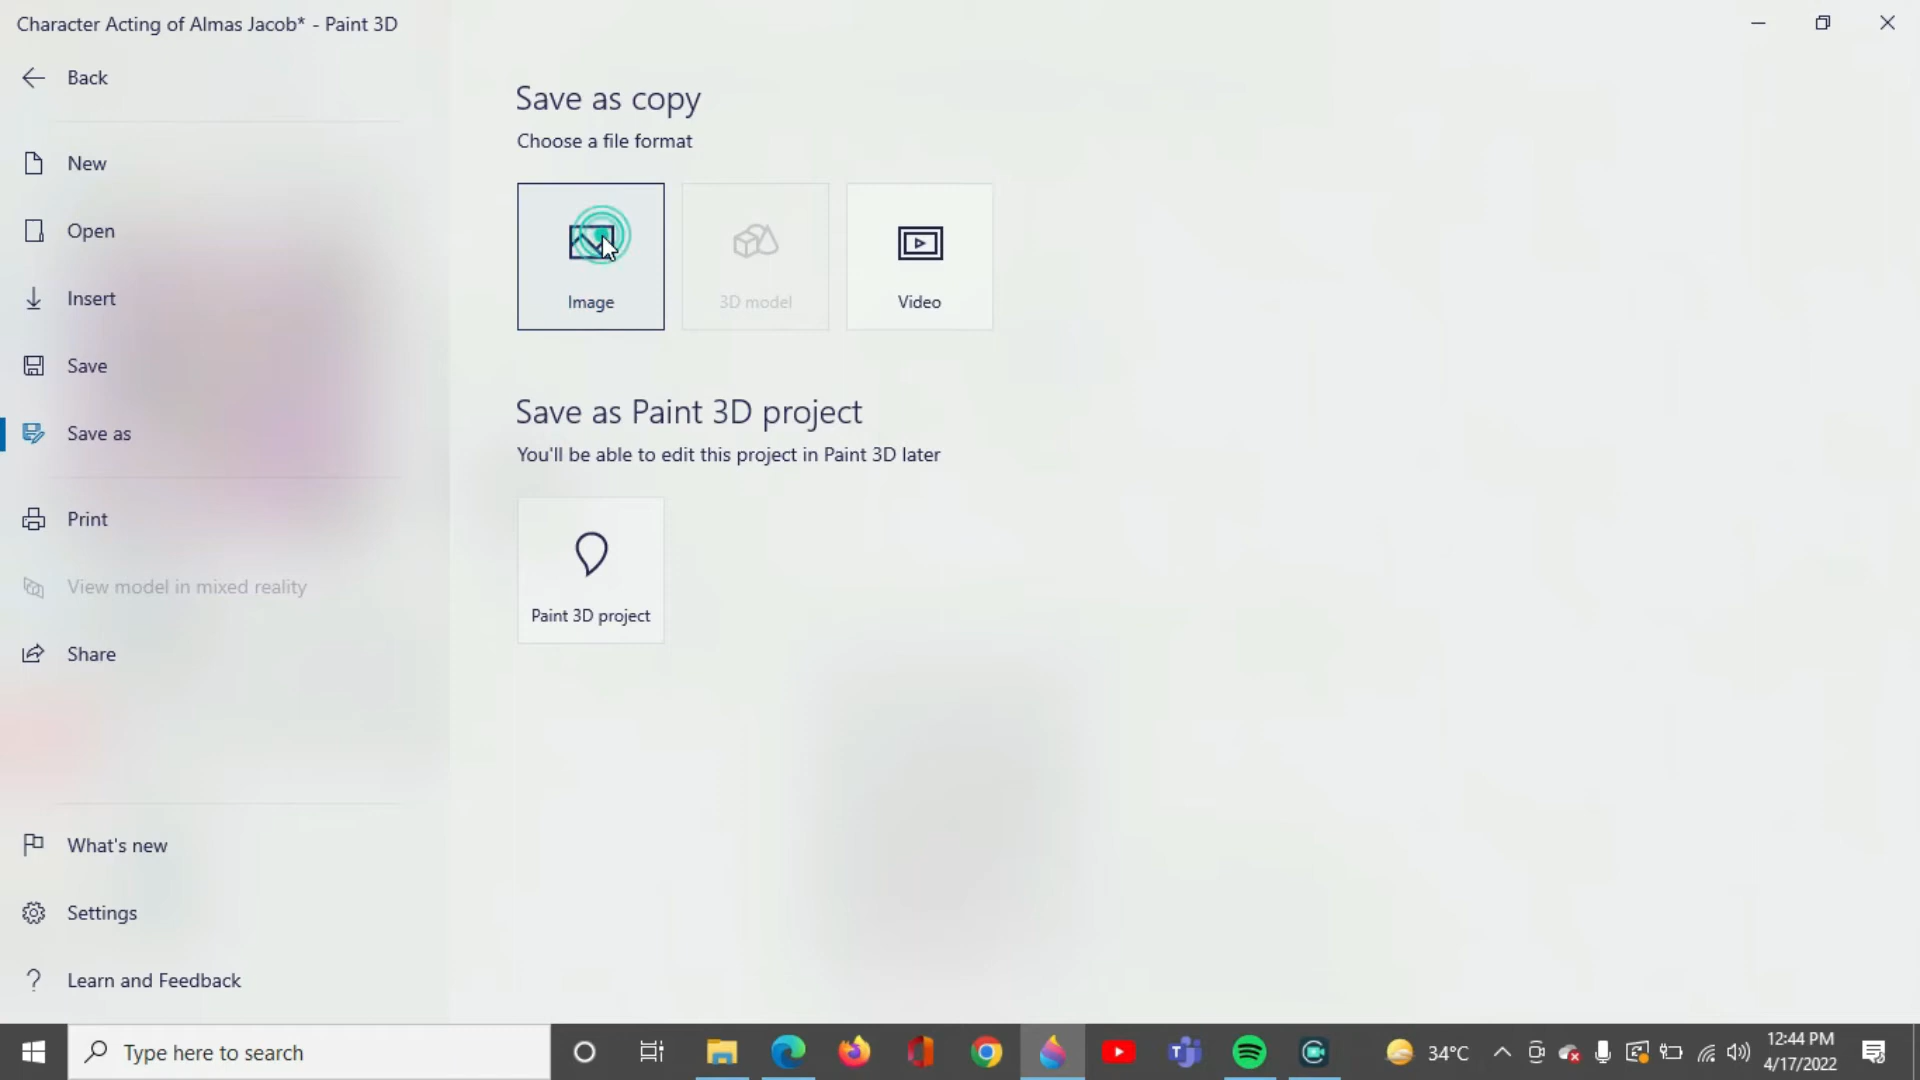 Character Acting of Almas Jacob* - Paint 3D
Back
New
Open
Insert
Save
Save as
Print
View model in mixed reality
Share
What's new
Settings
Learn and Feedback
Save as copy
Choose a file format
Image
3D model
Video
Save as Paint 3D project
You'll be able to edit this project in Paint 3D later
Paint 3D project
Type here to search
34°C
12:44 PM
4/17/2022